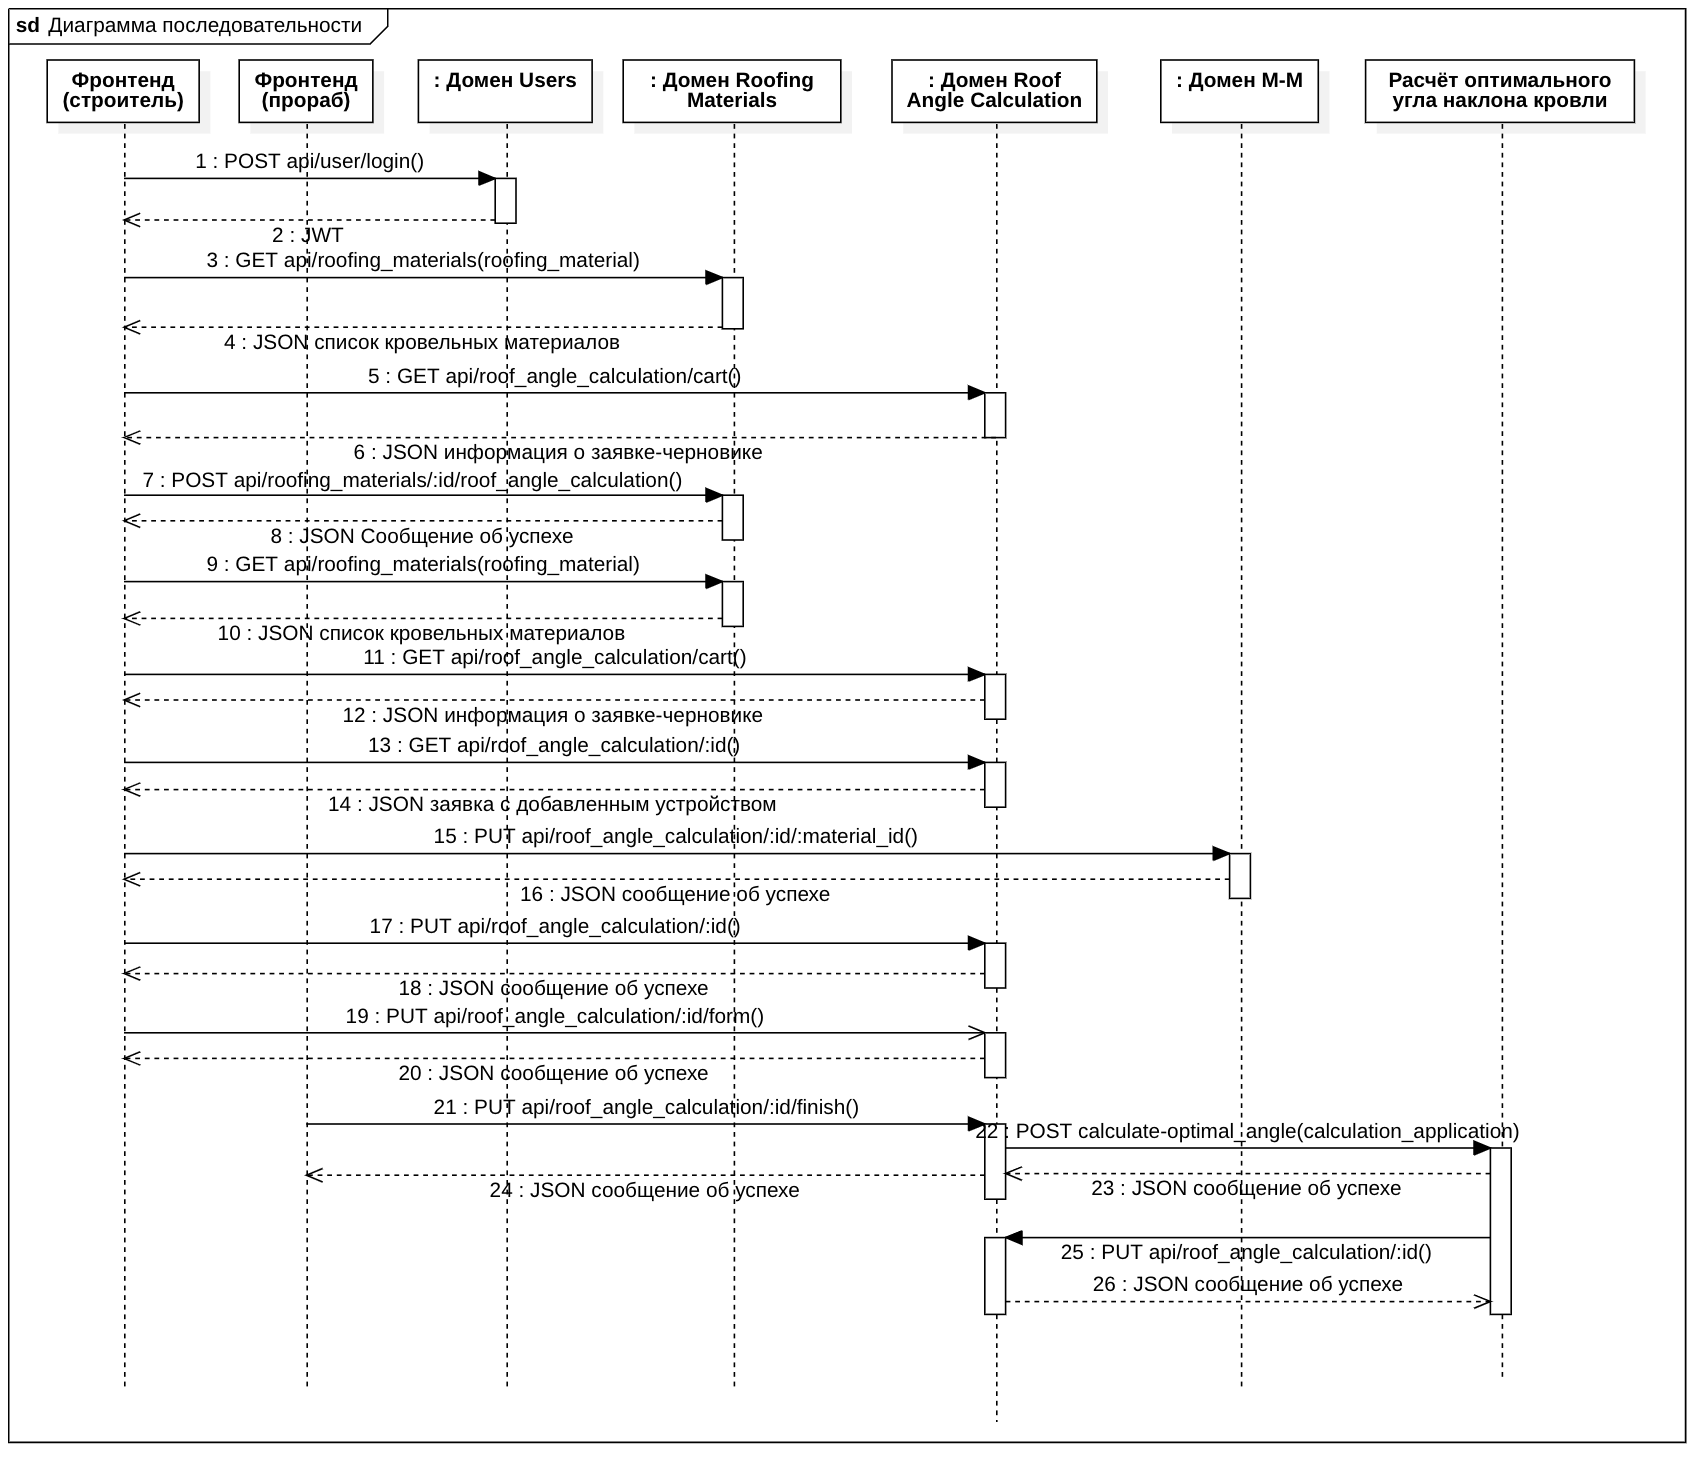 sd Диаграмма последовательности
Фронтенд
(строитель)
Фронтенд
(прораб)
: Домен Users
: Домен Roofing
Materials
: Домен Roof
Angle Calculation
: Домен М-М
Расчёт оптимального
угла наклона кровли
1 : POST api/user/login()
2 : JWT
3 : GET api/roofing_materials(roofing_material)
4 : JSON список кровельных материалов
5 : GET api/roof_angle_calculation/cart()
6 : JSON информация о заявке-черновике
7 : POST api/roofing_materials/:id/roof_angle_calculation()
8 : JSON Сообщение об успехе
9 : GET api/roofing_materials(roofing_material)
10 : JSON список кровельных материалов
11 : GET api/roof_angle_calculation/cart()
12 : JSON информация о заявке-черновике
13 : GET api/roof_angle_calculation/:id()
14 : JSON заявка с добавленным устройством
15 : PUT api/roof_angle_calculation/:id/:material_id()
16 : JSON сообщение об успехе
17 : PUT api/roof_angle_calculation/:id()
18 : JSON сообщение об успехе
19 : PUT api/roof_angle_calculation/:id/form()
20 : JSON сообщение об успехе
21 : PUT api/roof_angle_calculation/:id/finish()
22 : POST calculate-optimal_angle(calculation_application)
23 : JSON сообщение об успехе
24 : JSON сообщение об успехе
25 : PUT api/roof_angle_calculation/:id()
26 : JSON сообщение об успехе